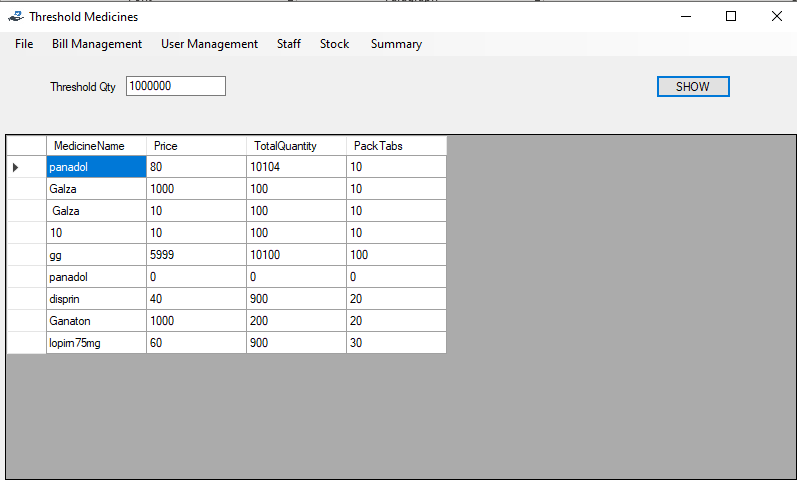 Threshold Medicines
File Bill Management User Management Staff Stock Summary
Threshold Qty 1000000 SHOW
MedicineName Price TotalQuantity PackTabs
panadol 80 10104 10
Galza 1000 100 10
Galza 10 100 10
10 10 100 10
gg 5999 10100 100
panadol 0 0 0
disprin 40 900 20
Ganaton 1000 200 20
lopirn75mg 60 900 30